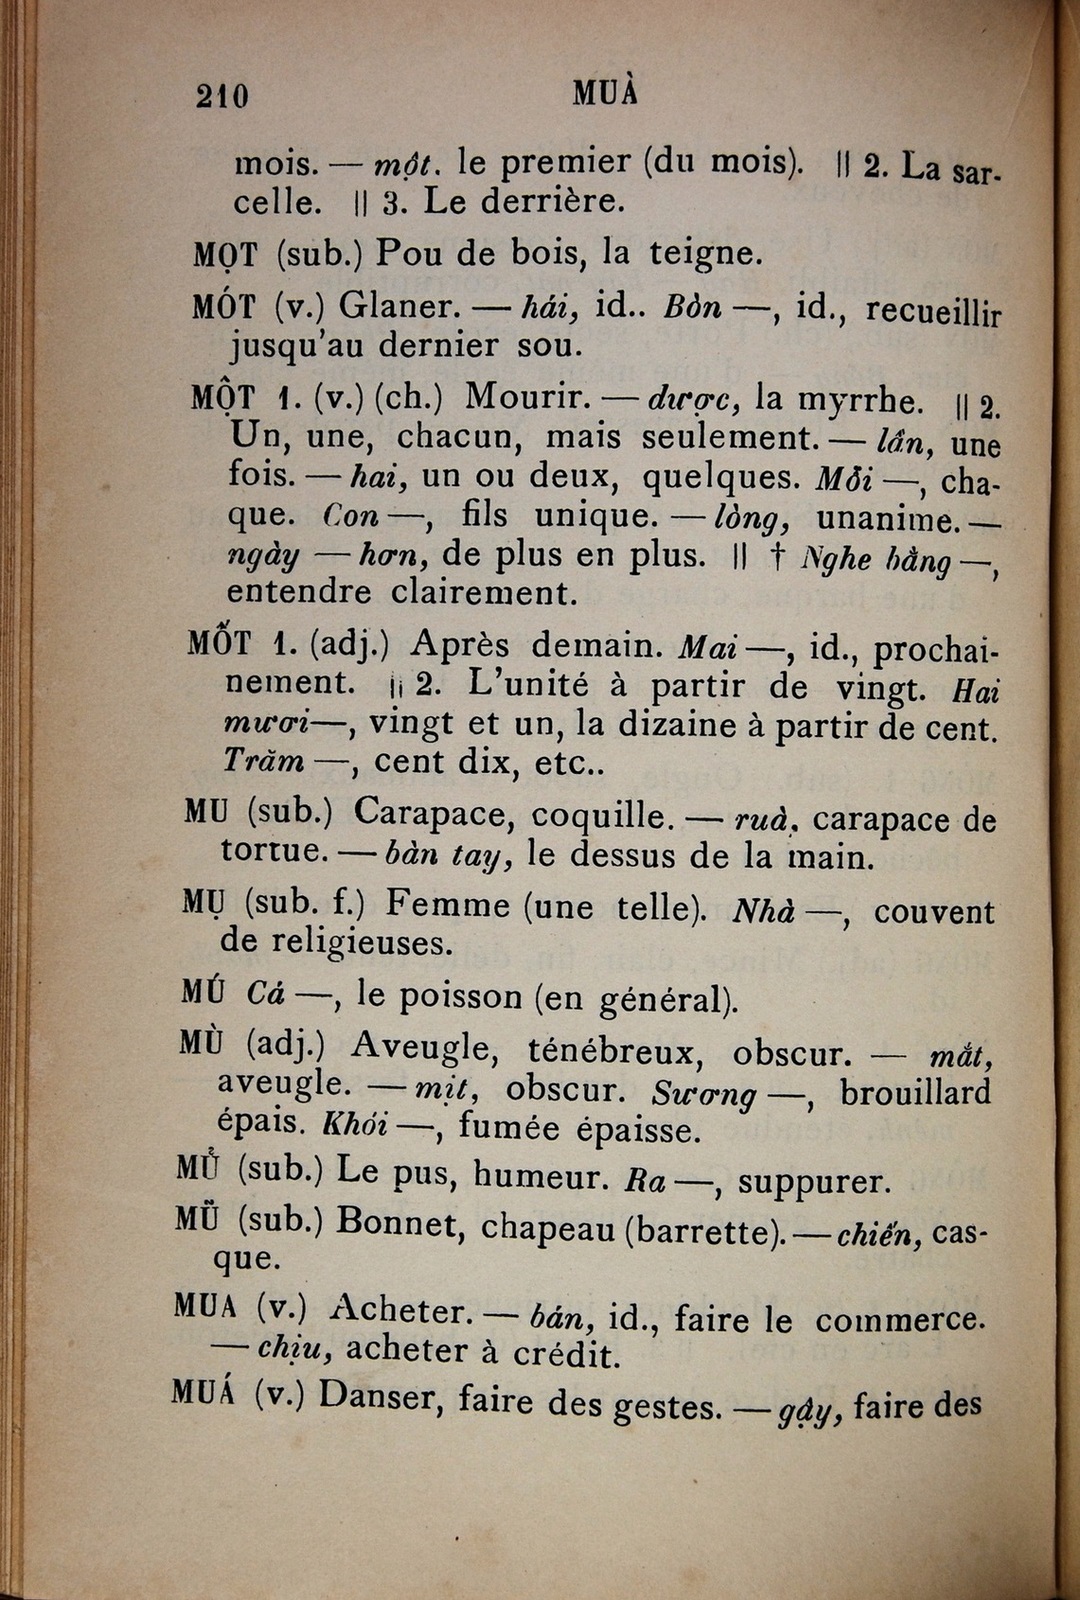 210 MUÀ
mois. — một. le premier (du mois). || 2. La sar-
celle. || 3. Le derrière.
MỌT (sub.) Pou de bois, la teigne.
MÓT (v.) Glaner. — hái, id.. Bòn —, id., recueillir
jusqu'au dernier sou.
MỘT 1. (v.) (ch.) Mourir. — dược, la myrrhe. || 2.
Un, une, chacun, mais seulement. — lần, une
fois. — hai, un ou deux, quelques. Mỗi —, cha-
que. Con —, fils unique. — lòng, unanime. —
ngày — hơn, de plus en plus. || † Nghe bằng —,
entendre clairement.
MỐT 1. (adj.) Après demain. Mai —, id., prochai-
nement. || 2. L'unité à partir de vingt. Hai
mươi—, vingt et un, la dizaine à partir de cent.
Trăm —, cent dix, etc..
MU (sub.) Carapace, coquille. — ruà, carapace de
tortue. — bàn tay, le dessus de la main.
MỤ (sub. f.) Femme (une telle). Nhà —, couvent
de religieuses.
MÚ Cá —, le poisson (en général).
MÙ (adj.) Aveugle, ténébreux, obscur. — mắt,
aveugle. — mịt, obscur. Sương —, brouillard
épais. Khói —, fumée épaisse.
MỦ (sub.) Le pus, humeur. Ra —, suppurer.
MŨ (sub.) Bonnet, chapeau (barrette). — chiến, cas-
que.
MUA (v.) Acheter. — bán, id., faire le commerce.
— chịu, acheter à crédit.
MUÁ (v.) Danser, faire des gestes. — gậy, faire des